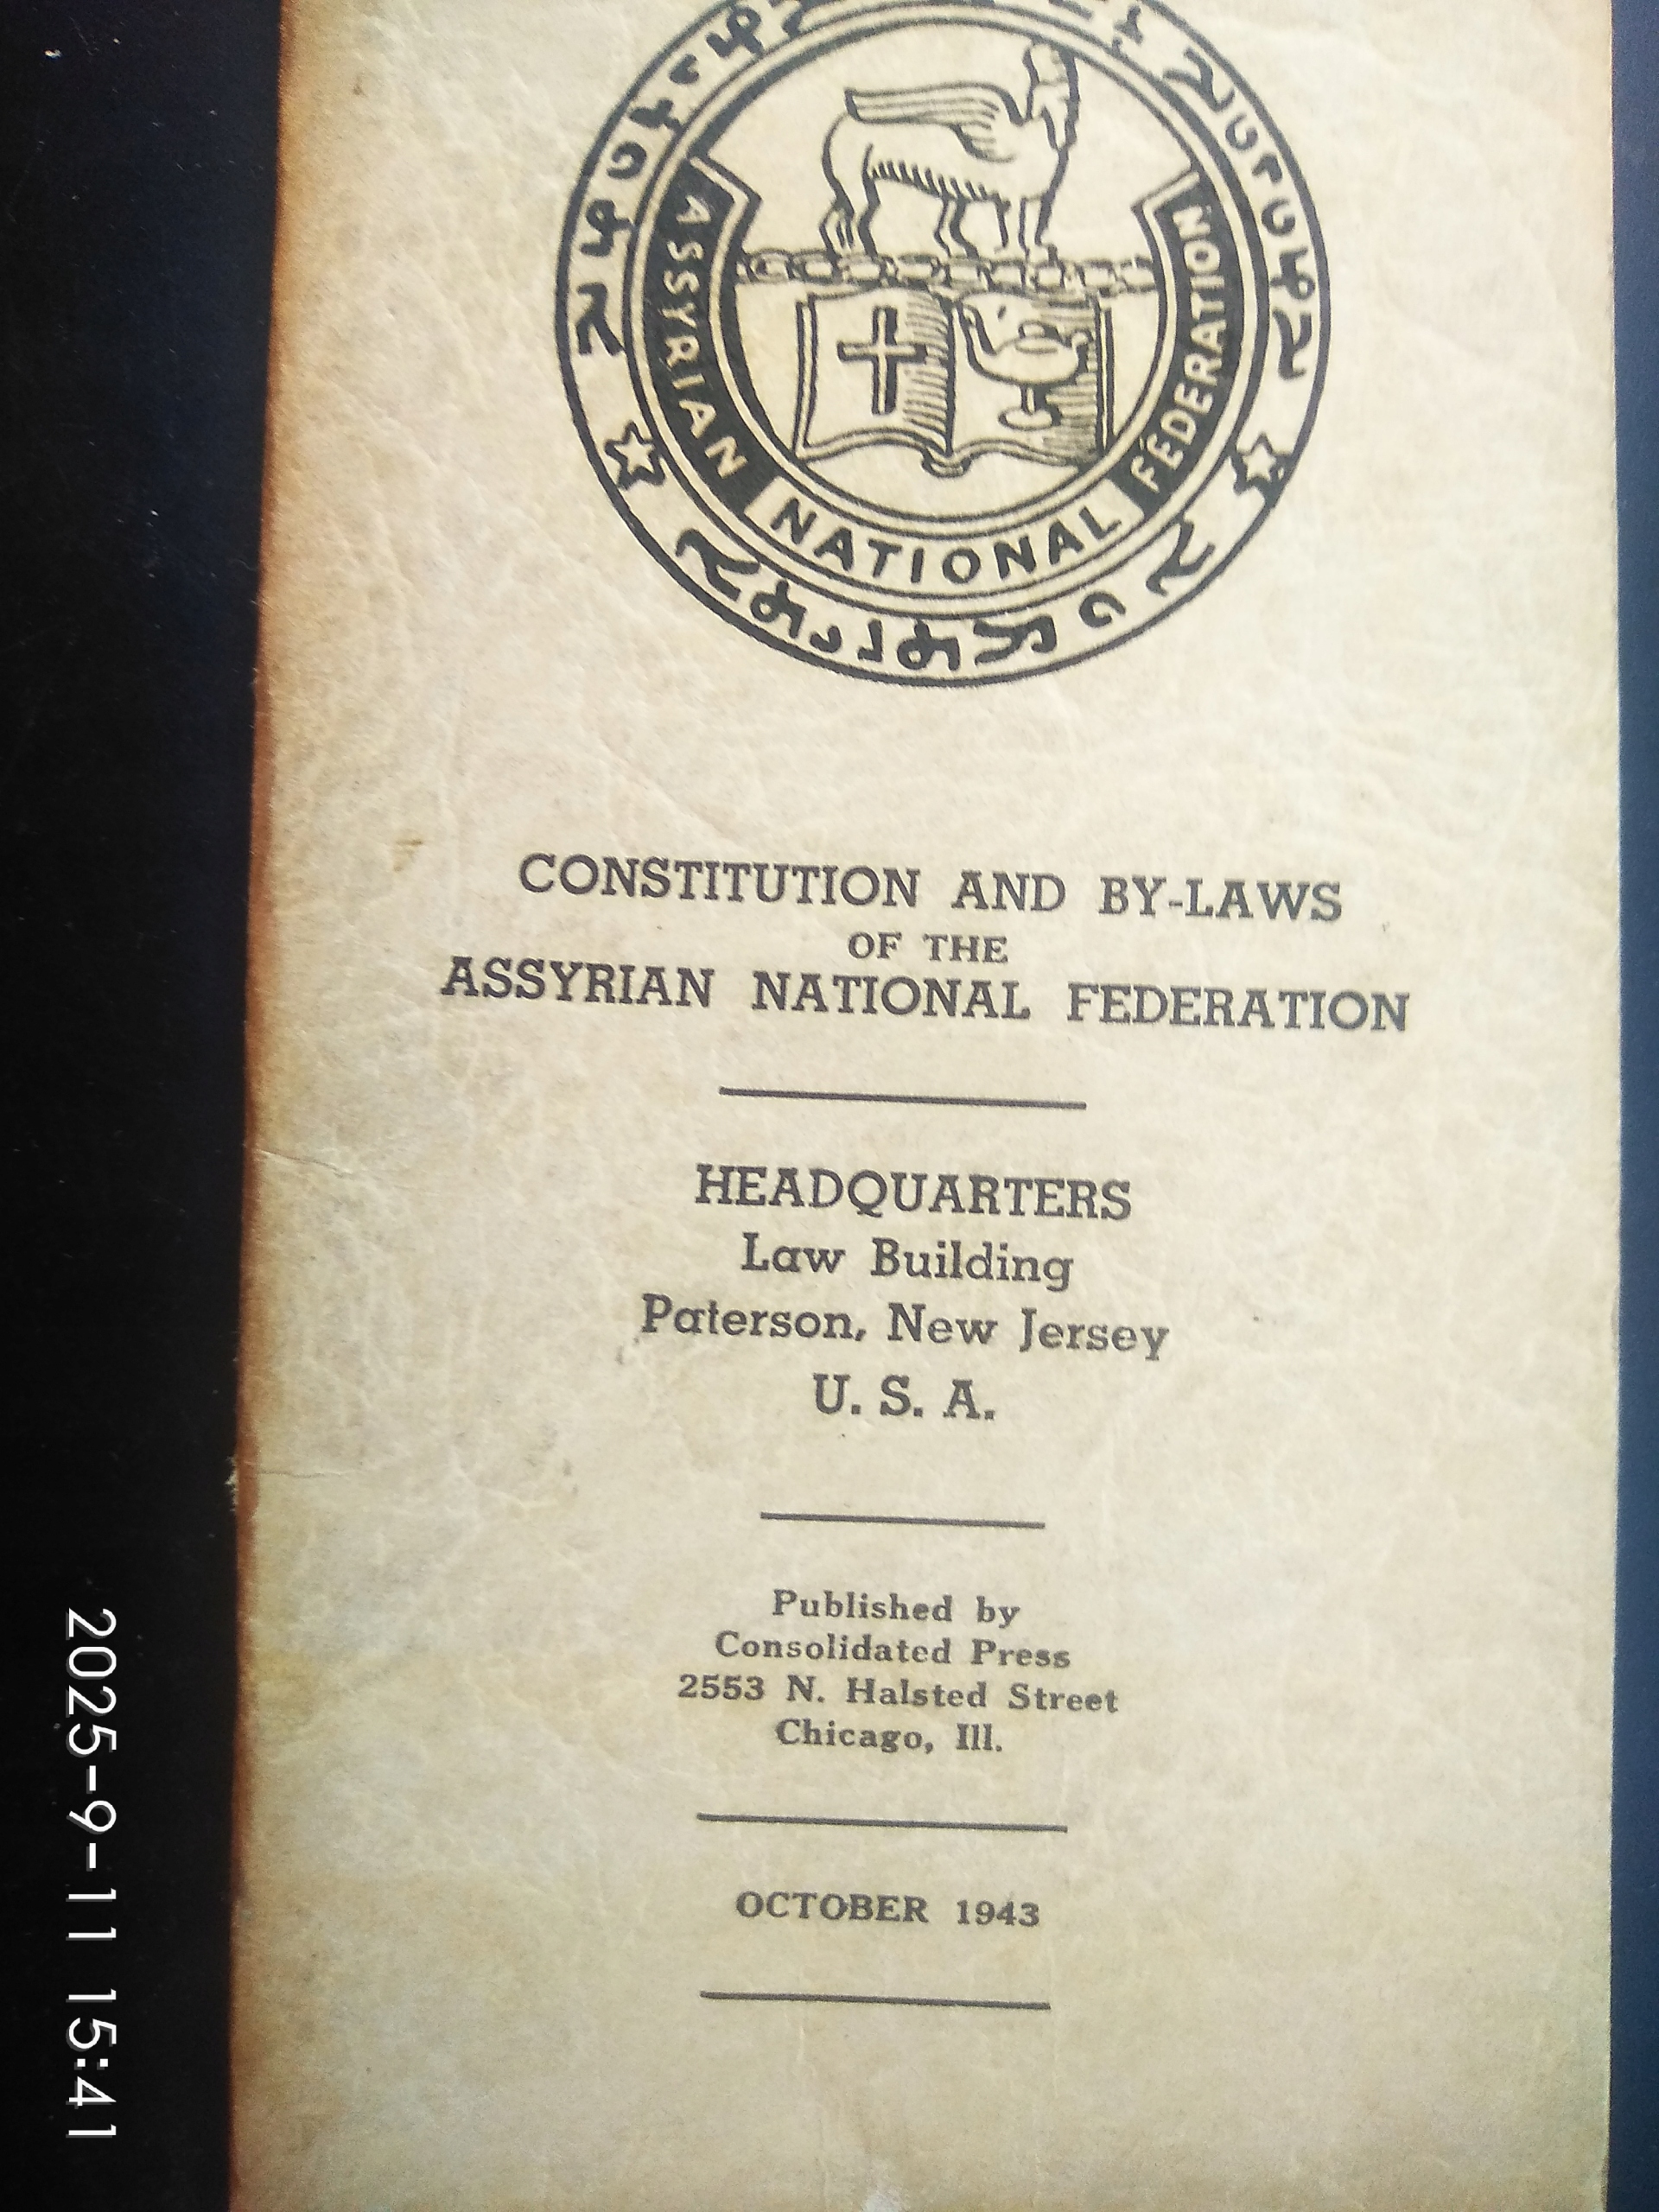 ASSYRIAN NATIONAL FEDERATION
CONSTITUTION AND BY-LAWS
OF THE
ASSYRIAN NATIONAL FEDERATION
HEADQUARTERS
Law Building
Paterson, New Jersey
U. S. A.
Published by
Consolidated Press
2553 N. Halsted Street
Chicago, Ill.
OCTOBER 1943
2025-9-11 15:41